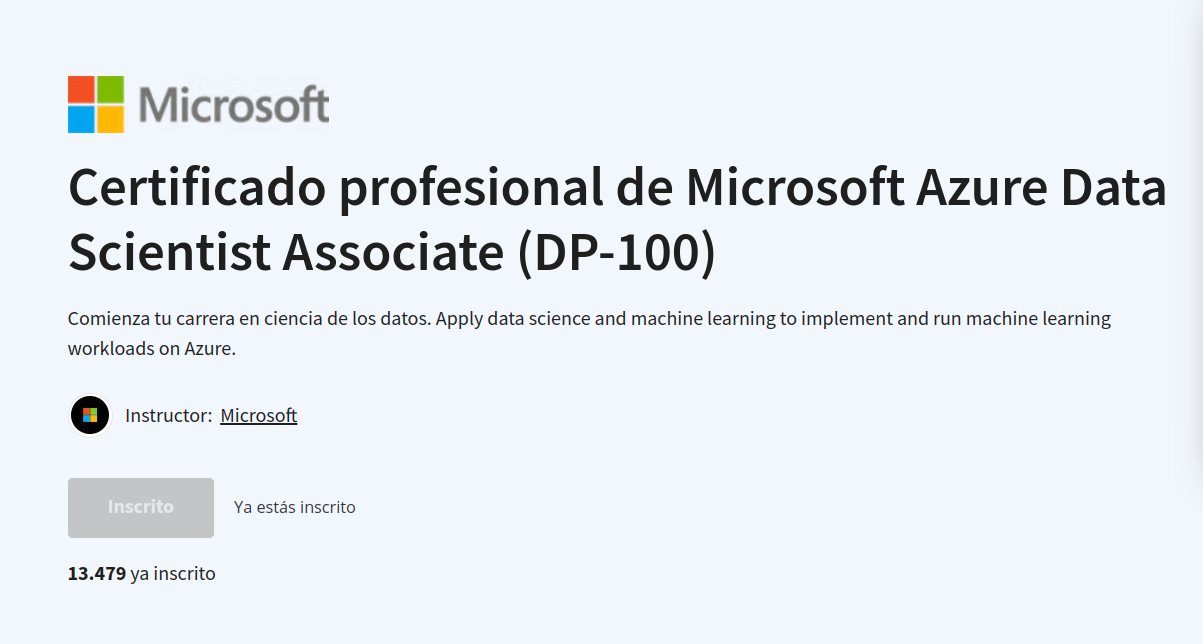 Microsoft
Certificado profesional de Microsoft Azure Data
Scientist Associate (DP-100)
Comienza tu carrera en ciencia de los datos. Apply data science and machine learning to implement and run machine learning
workloads on Azure.
Instructor: Microsoft
Inscrito Ya estás inscrito
13.479 ya inscrito